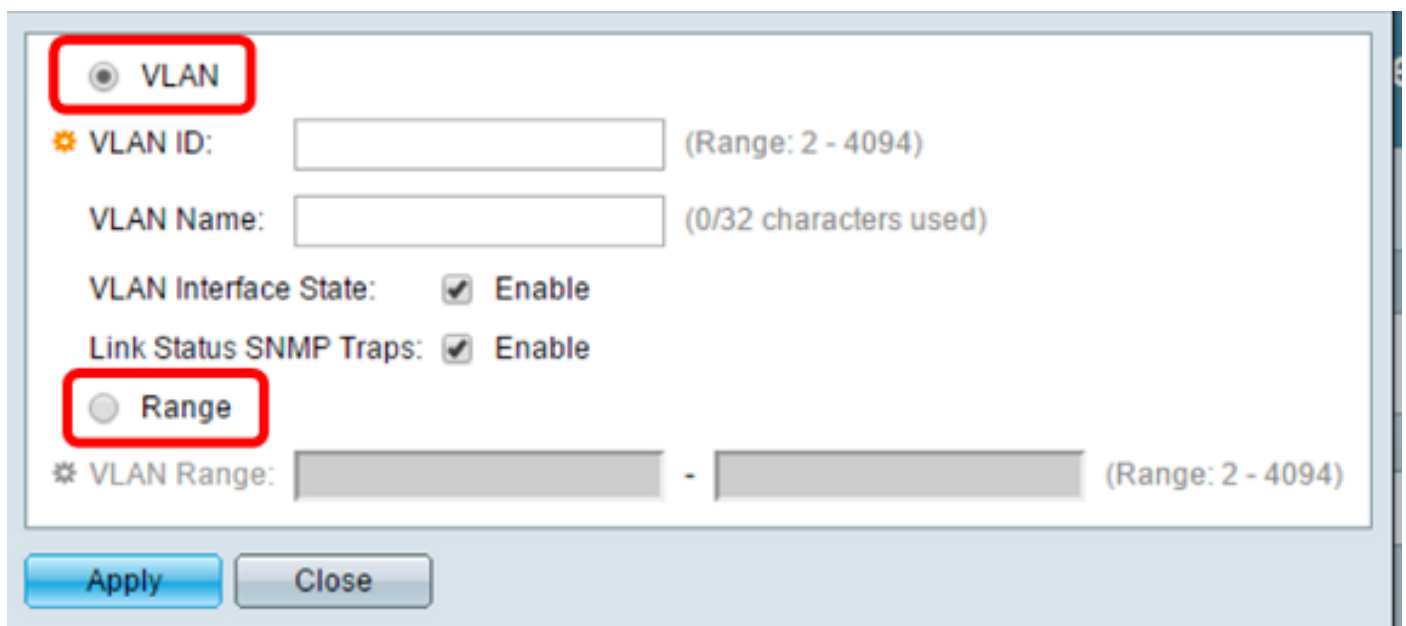 VLAN
VLAN ID: (Range: 2 - 4094)
VLAN Name: (0/32 characters used)
VLAN Interface State: Enable
Link Status SNMP Traps: Enable
Range
VLAN Range: - (Range: 2 - 4094)
Apply Close